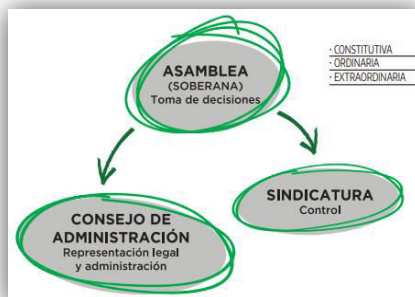 ASAMBLEA
(SOBERANA)
Toma de decisiones
· CONSTITUTIVA
· ORDINARIA
· EXTRAORDINARIA
CONSEJO DE
ADMINISTRACIÓN
Representación legal
y administración
SINDICATURA
Control